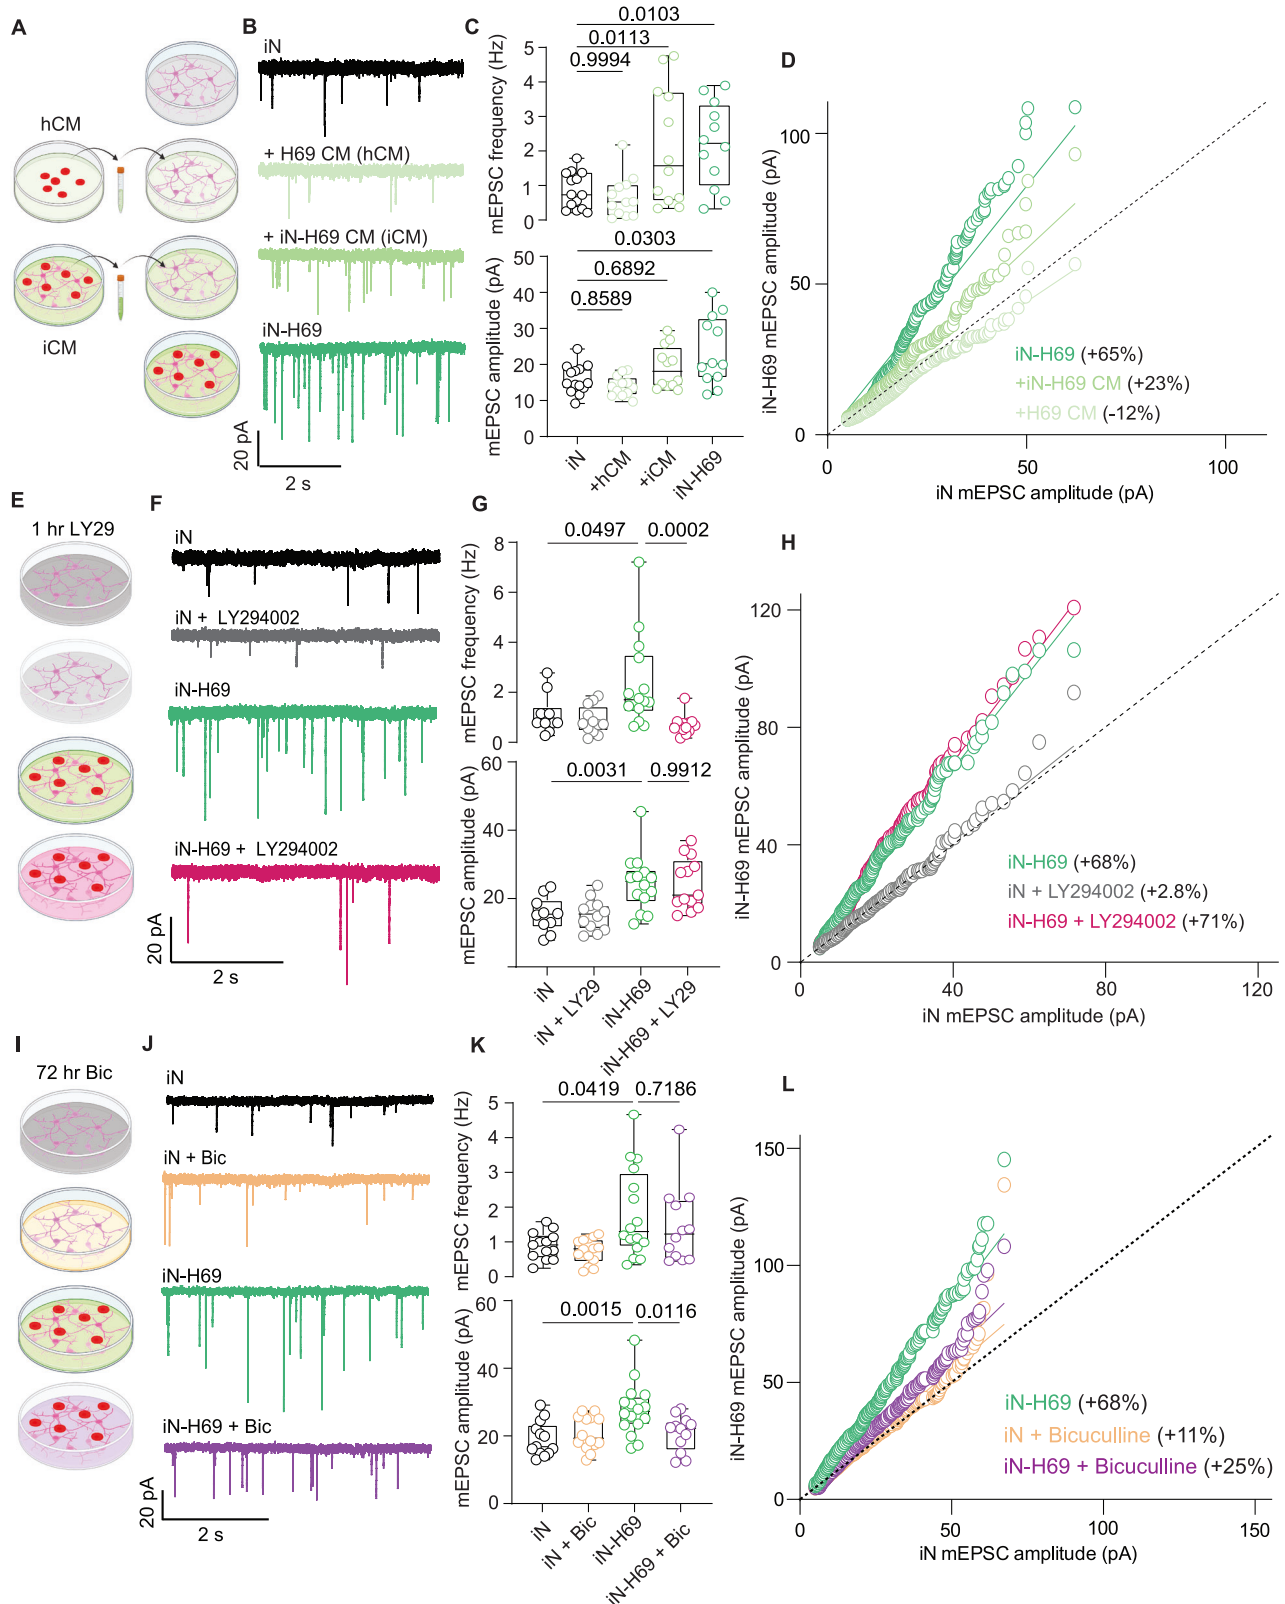 A
hCM
iCM
B
iN
+ H69 CM (hCM)
+ iN-H69 CM (iCM)
iN-H69
20 pA
2 s
C
0.0103
0.0113
0.9994
mEPSC frequency (Hz)
5
4
3
2
1
0
0.0303
0.6892
0.8589
mEPSC amplitude (pA)
50
40
30
20
10
0
iN
+hCM
+iCM
iN-H69
D
iN-H69 mEPSC amplitude (pA)
100
50
0
iN-H69 (+65%)
+iN-H69 CM (+23%)
+H69 CM (-12%)
0
50
100
iN mEPSC amplitude (pA)
E
1 hr LY29
F
iN
iN + LY294002
iN-H69
iN-H69 + LY294002
20 pA
2 s
G
0.0497
0.0002
mEPSC frequency (Hz)
8
6
4
2
0
0.0031
0.9912
mEPSC amplitude (pA)
60
40
20
iN
iN + LY29
iN-H69
iN-H69 + LY29
H
iN-H69 mEPSC amplitude (pA)
120
80
40
0
iN-H69 (+68%)
iN + LY294002 (+2.8%)
iN-H69 + LY294002 (+71%)
0
40
80
120
iN mEPSC amplitude (pA)
I
72 hr Bic
J
iN
iN + Bic
iN-H69
iN-H69 + Bic
20 pA
2 s
K
0.0419
0.7186
mEPSC frequency (Hz)
5
4
3
2
1
0
0.0015
0.0116
mEPSC amplitude (pA)
60
40
20
0
iN
iN + Bic
iN-H69
iN-H69 + Bic
L
iN-H69 mEPSC amplitude (pA)
150
100
50
0
iN-H69 (+68%)
iN + Bicuculline (+11%)
iN-H69 + Bicuculline (+25%)
0
50
100
150
iN mEPSC amplitude (pA)